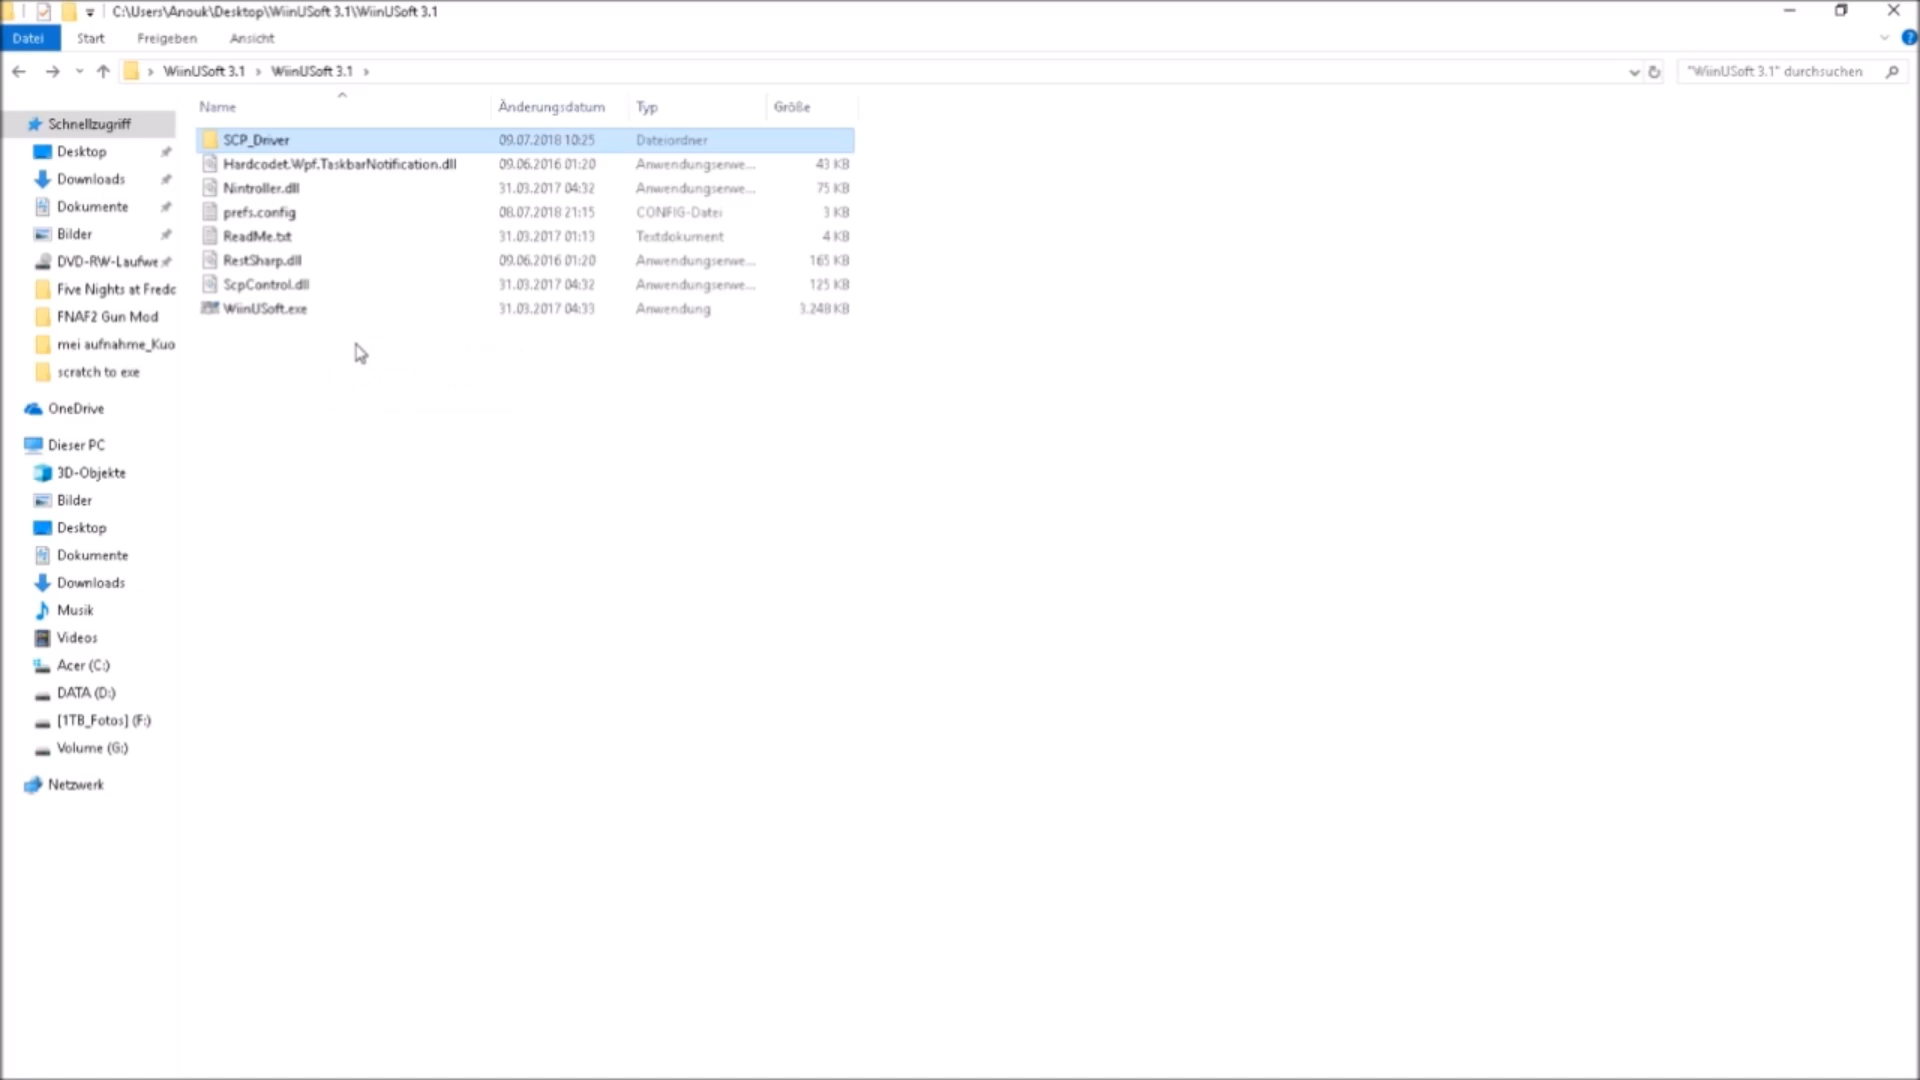 C:\Users\Anouk\Desktop\WiinUSoft 3.1\WiinUSoft 3.1
Datei Start Freigeben Ansicht
WiinUSoft 3.1 > WiinUSoft 3.1 > "WiinUSoft 3.1" durchsuchen
Name Änderungsdatum Typ Größe
SCP_Driver 09.07.2018 10:25 Dateiordner
Hardcodet.Wpf.TaskbarNotification.dll 09.06.2016 01:20 Anwendungserwe... 43 KB
Nintroller.dll 31.03.2017 04:32 Anwendungserwe... 75 KB
prefs.config 08.07.2018 21:15 CONFIG-Datei 3 KB
ReadMe.txt 31.03.2017 01:13 Textdokument 4 KB
RestSharp.dll 09.06.2016 01:20 Anwendungserwe... 165 KB
ScpControl.dll 31.03.2017 04:32 Anwendungserwe... 125 KB
WiinUSoft.exe 31.03.2017 04:33 Anwendung 3.248 KB
Schnellzugriff
Desktop
Downloads
Dokumente
Bilder
DVD-RW-Laufwe
Five Nights at Fredc
FNAF2 Gun Mod
mei aufnahme_Kuo
scratch to exe
OneDrive
Dieser PC
3D-Objekte
Bilder
Desktop
Dokumente
Downloads
Musik
Videos
Acer (C:)
DATA (D:)
[1TB_Fotos] (F:)
Volume (G:)
Netzwerk